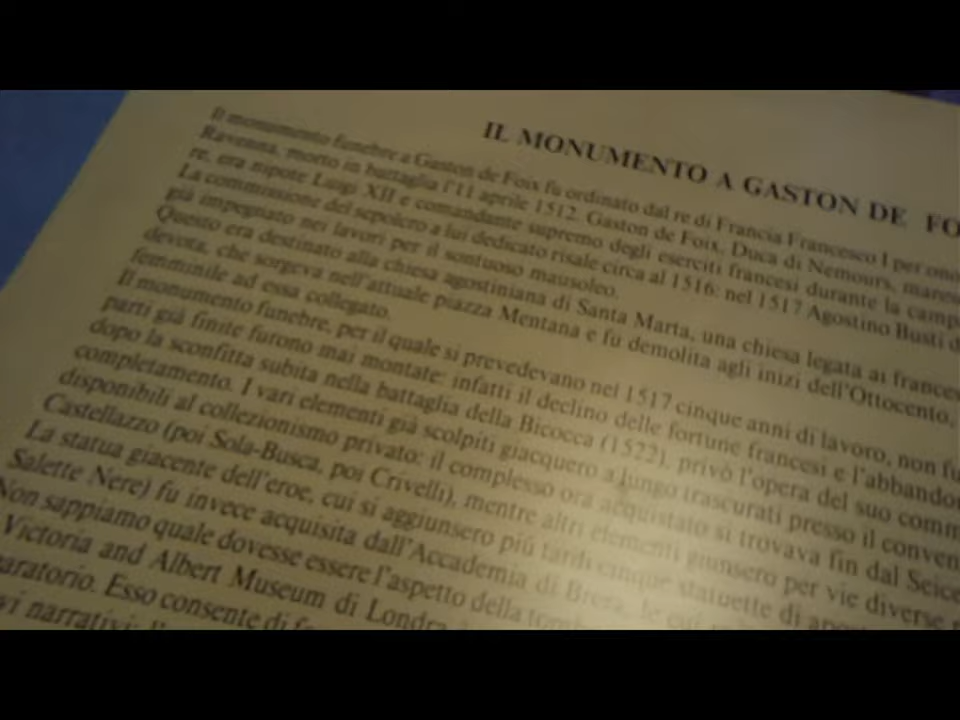 IL MONUMENTO A GASTON DE FO
Il monumento funebre a Gaston de Foix fu ordinato dal re di Francia Francesco I per ono
Ravenna, morto in battaglia l'11 aprile 1512. Gaston de Foix, Duca di Nemours, mares
re, era nipote Luigi XII e comandante supremo degli eserciti francesi durante la camp
La commissione del sepolcro a lui dedicato risale circa al 1516: nel 1517 Agostino Busti d
già impegnato nei lavori per il sontuoso mausoleo.
Questo era destinato alla chiesa agostiniana di Santa Marta, una chiesa legata ai frances
devota, che sorgeva nell'attuale piazza Mentana e fu demolita agli inizi dell'Ottocento,
femminile ad essa collegato.
Il monumento funebre, per il quale si prevedevano nel 1517 cinque anni di lavoro, non fu
parti già finite furono mai montate: infatti il declino delle fortune francesi e l'abbando
dopo la sconfitta subita nella battaglia della Bicocca (1522), privò l'opera del suo comm
completamento. I vari elementi già scolpiti giacquero a lungo trascurati presso il conven
disponibili al collezionismo privato: il complesso ora acquistato si trovava fin dal Seice
Castellazzo (poi Sola-Busca, poi Crivelli), mentre altri elementi giunsero per vie diverse
La statua giacente dell'eroe, cui si aggiunsero più tardi cinque statuette di apost
Salette Nere) fu invece acquisita dall'Accademia di Brera, le cui
Non sappiamo quale dovesse essere l'aspetto della tomb
Victoria and Albert Museum di Londra
paratorio. Esso consente di
vi narrativi